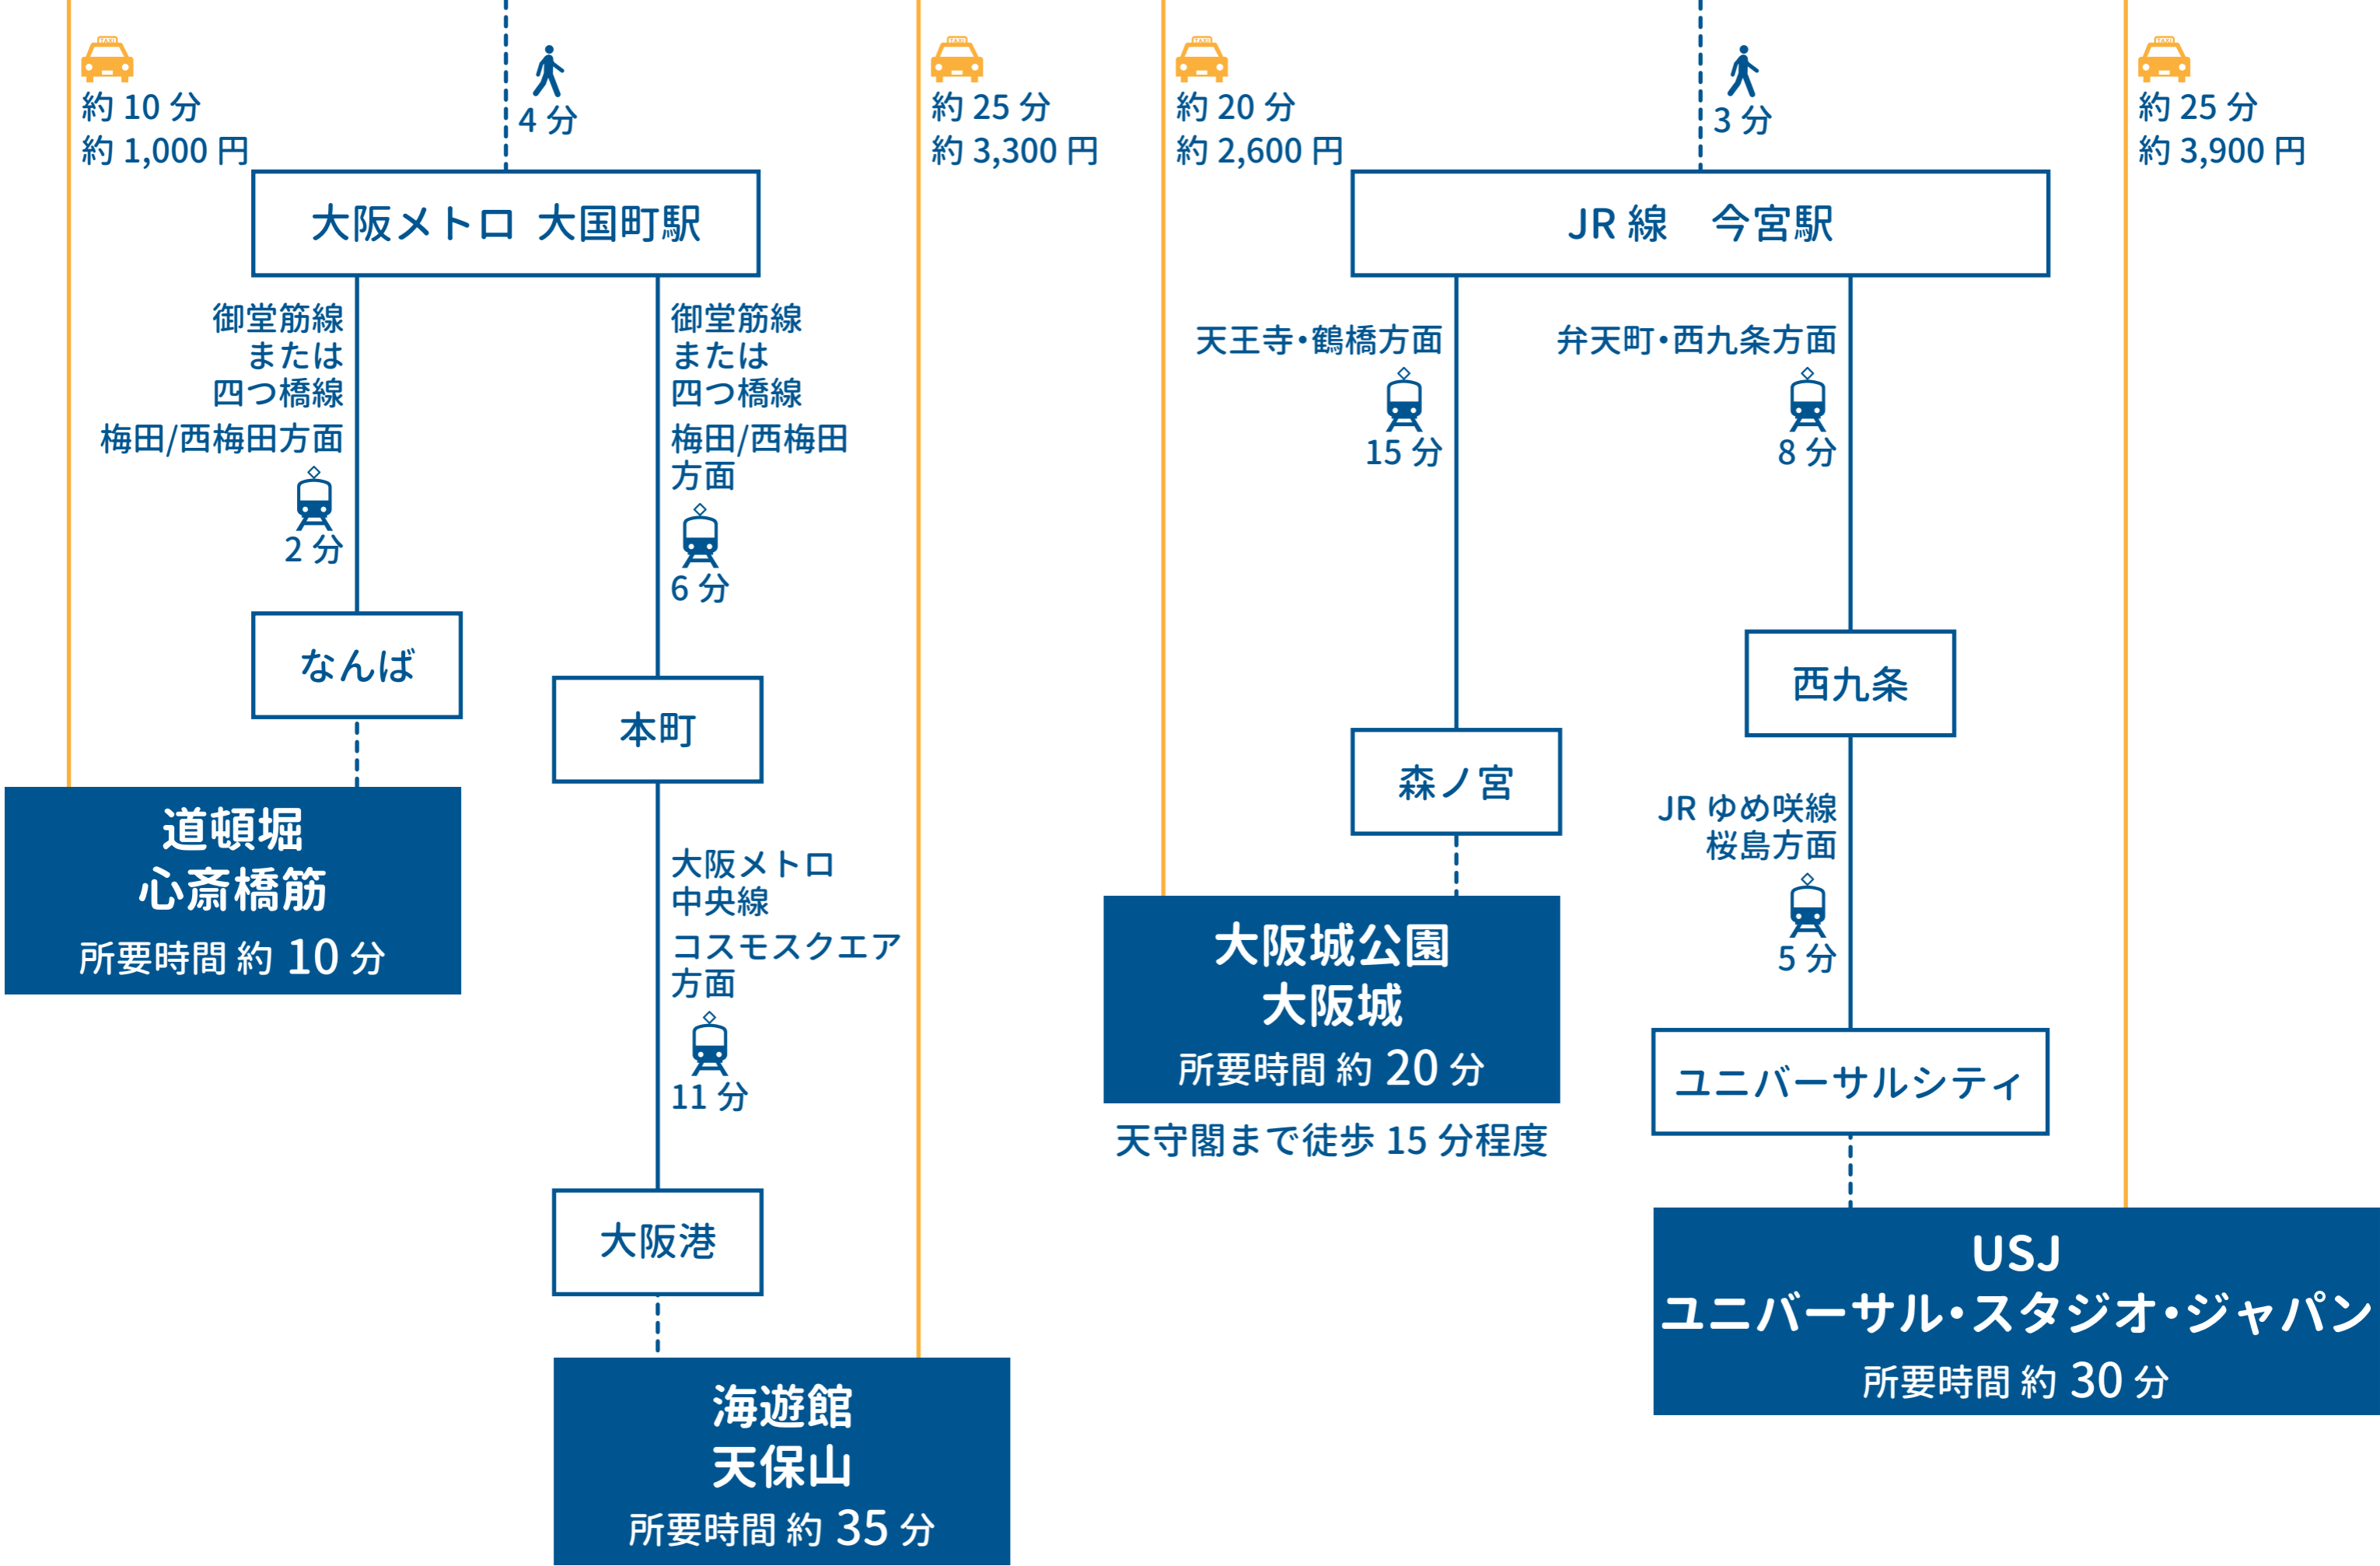 約 10 分
約 1,000 円
4 分
大阪メトロ 大国町駅
御堂筋線
または
四つ橋線
梅田/西梅田方面
2 分
なんば
道頓堀
心斎橋筋
所要時間 約 10 分
御堂筋線
または
四つ橋線
梅田/西梅田
方面
6 分
本町
大阪メトロ
中央線
コスモスクエア
方面
11 分
大阪港
約 25 分
約 3,300 円
海遊館
天保山
所要時間 約 35 分
約 20 分
約 2,600 円
3 分
JR 線　今宮駅
天王寺・鶴橋方面
15 分
森ノ宮
大阪城公園
大阪城
所要時間 約 20 分
天守閣まで徒歩 15 分程度
弁天町・西九条方面
8 分
西九条
JR ゆめ咲線
桜島方面
5 分
ユニバーサルシティ
約 25 分
約 3,900 円
USJ
ユニバーサル・スタジオ・ジャパン
所要時間 約 30 分